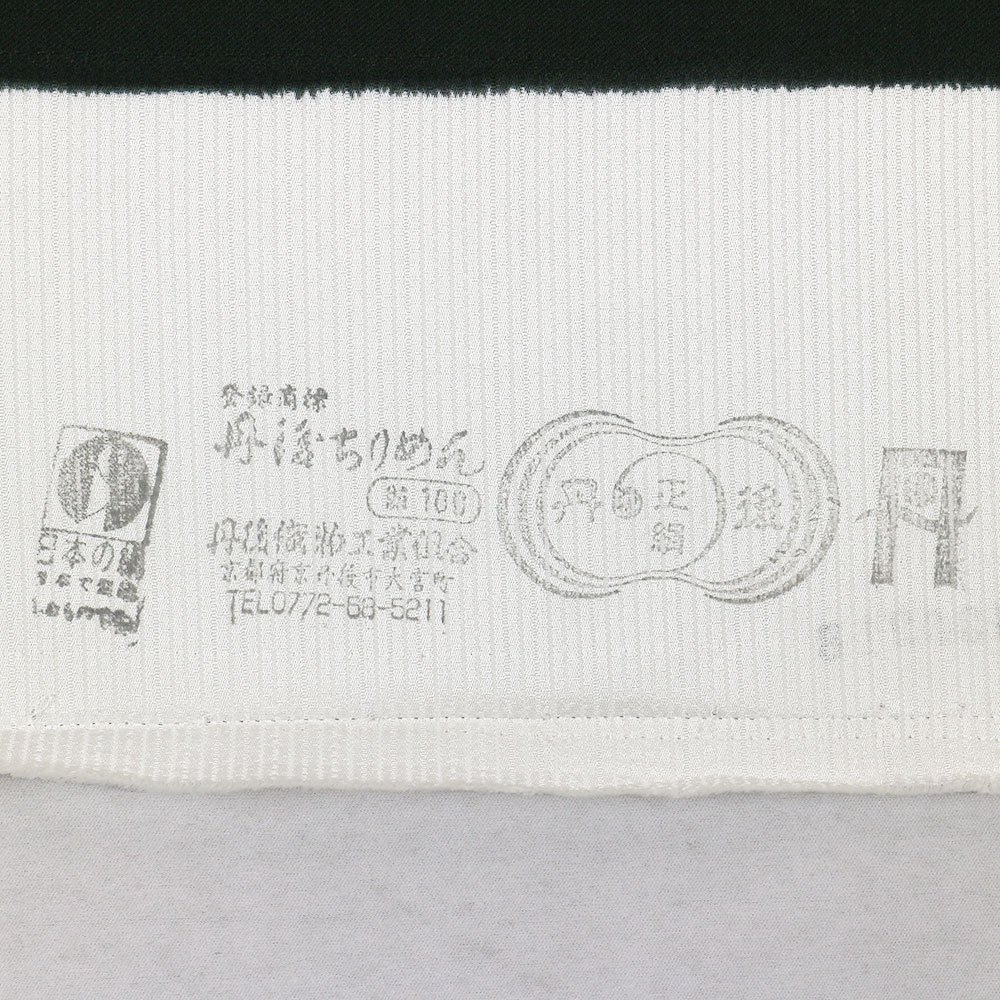 日本の絹
登録商標
丹後ちりめん
絹100
丹後織物工業組合
京都府京丹後市大宮町
TEL0772-68-5211
丹 正絹 後
丹